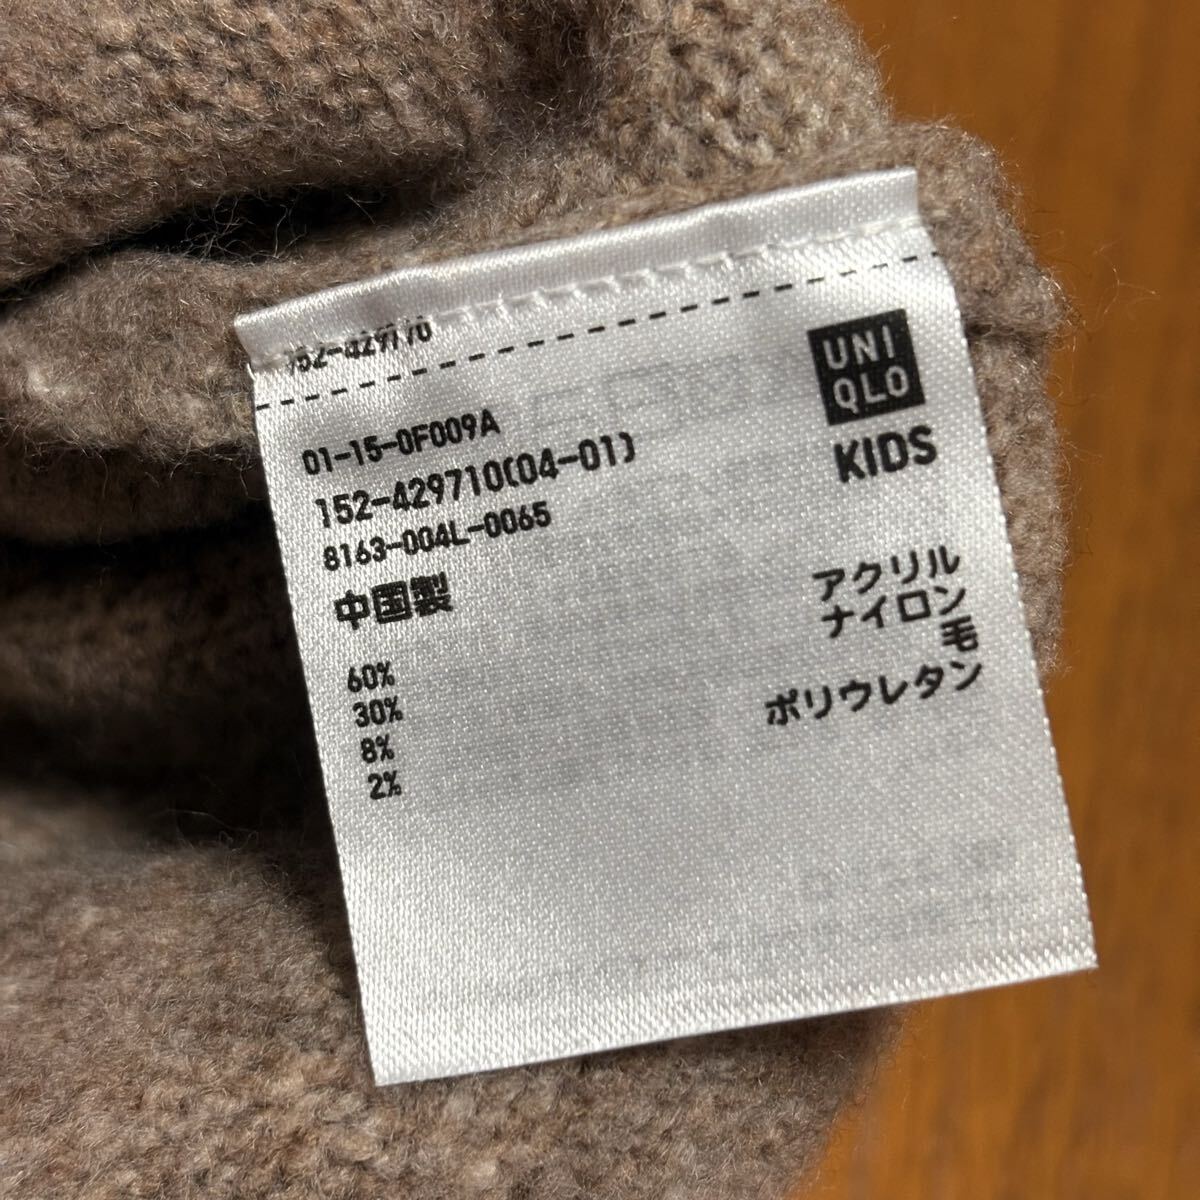 152-429710
UNI
QLO
KIDS
01-15-0F009A
152-429710(04-01)
8163-004L-0065
中国製
60% アクリル
30% ナイロン
8% 毛
2% ポリウレタン